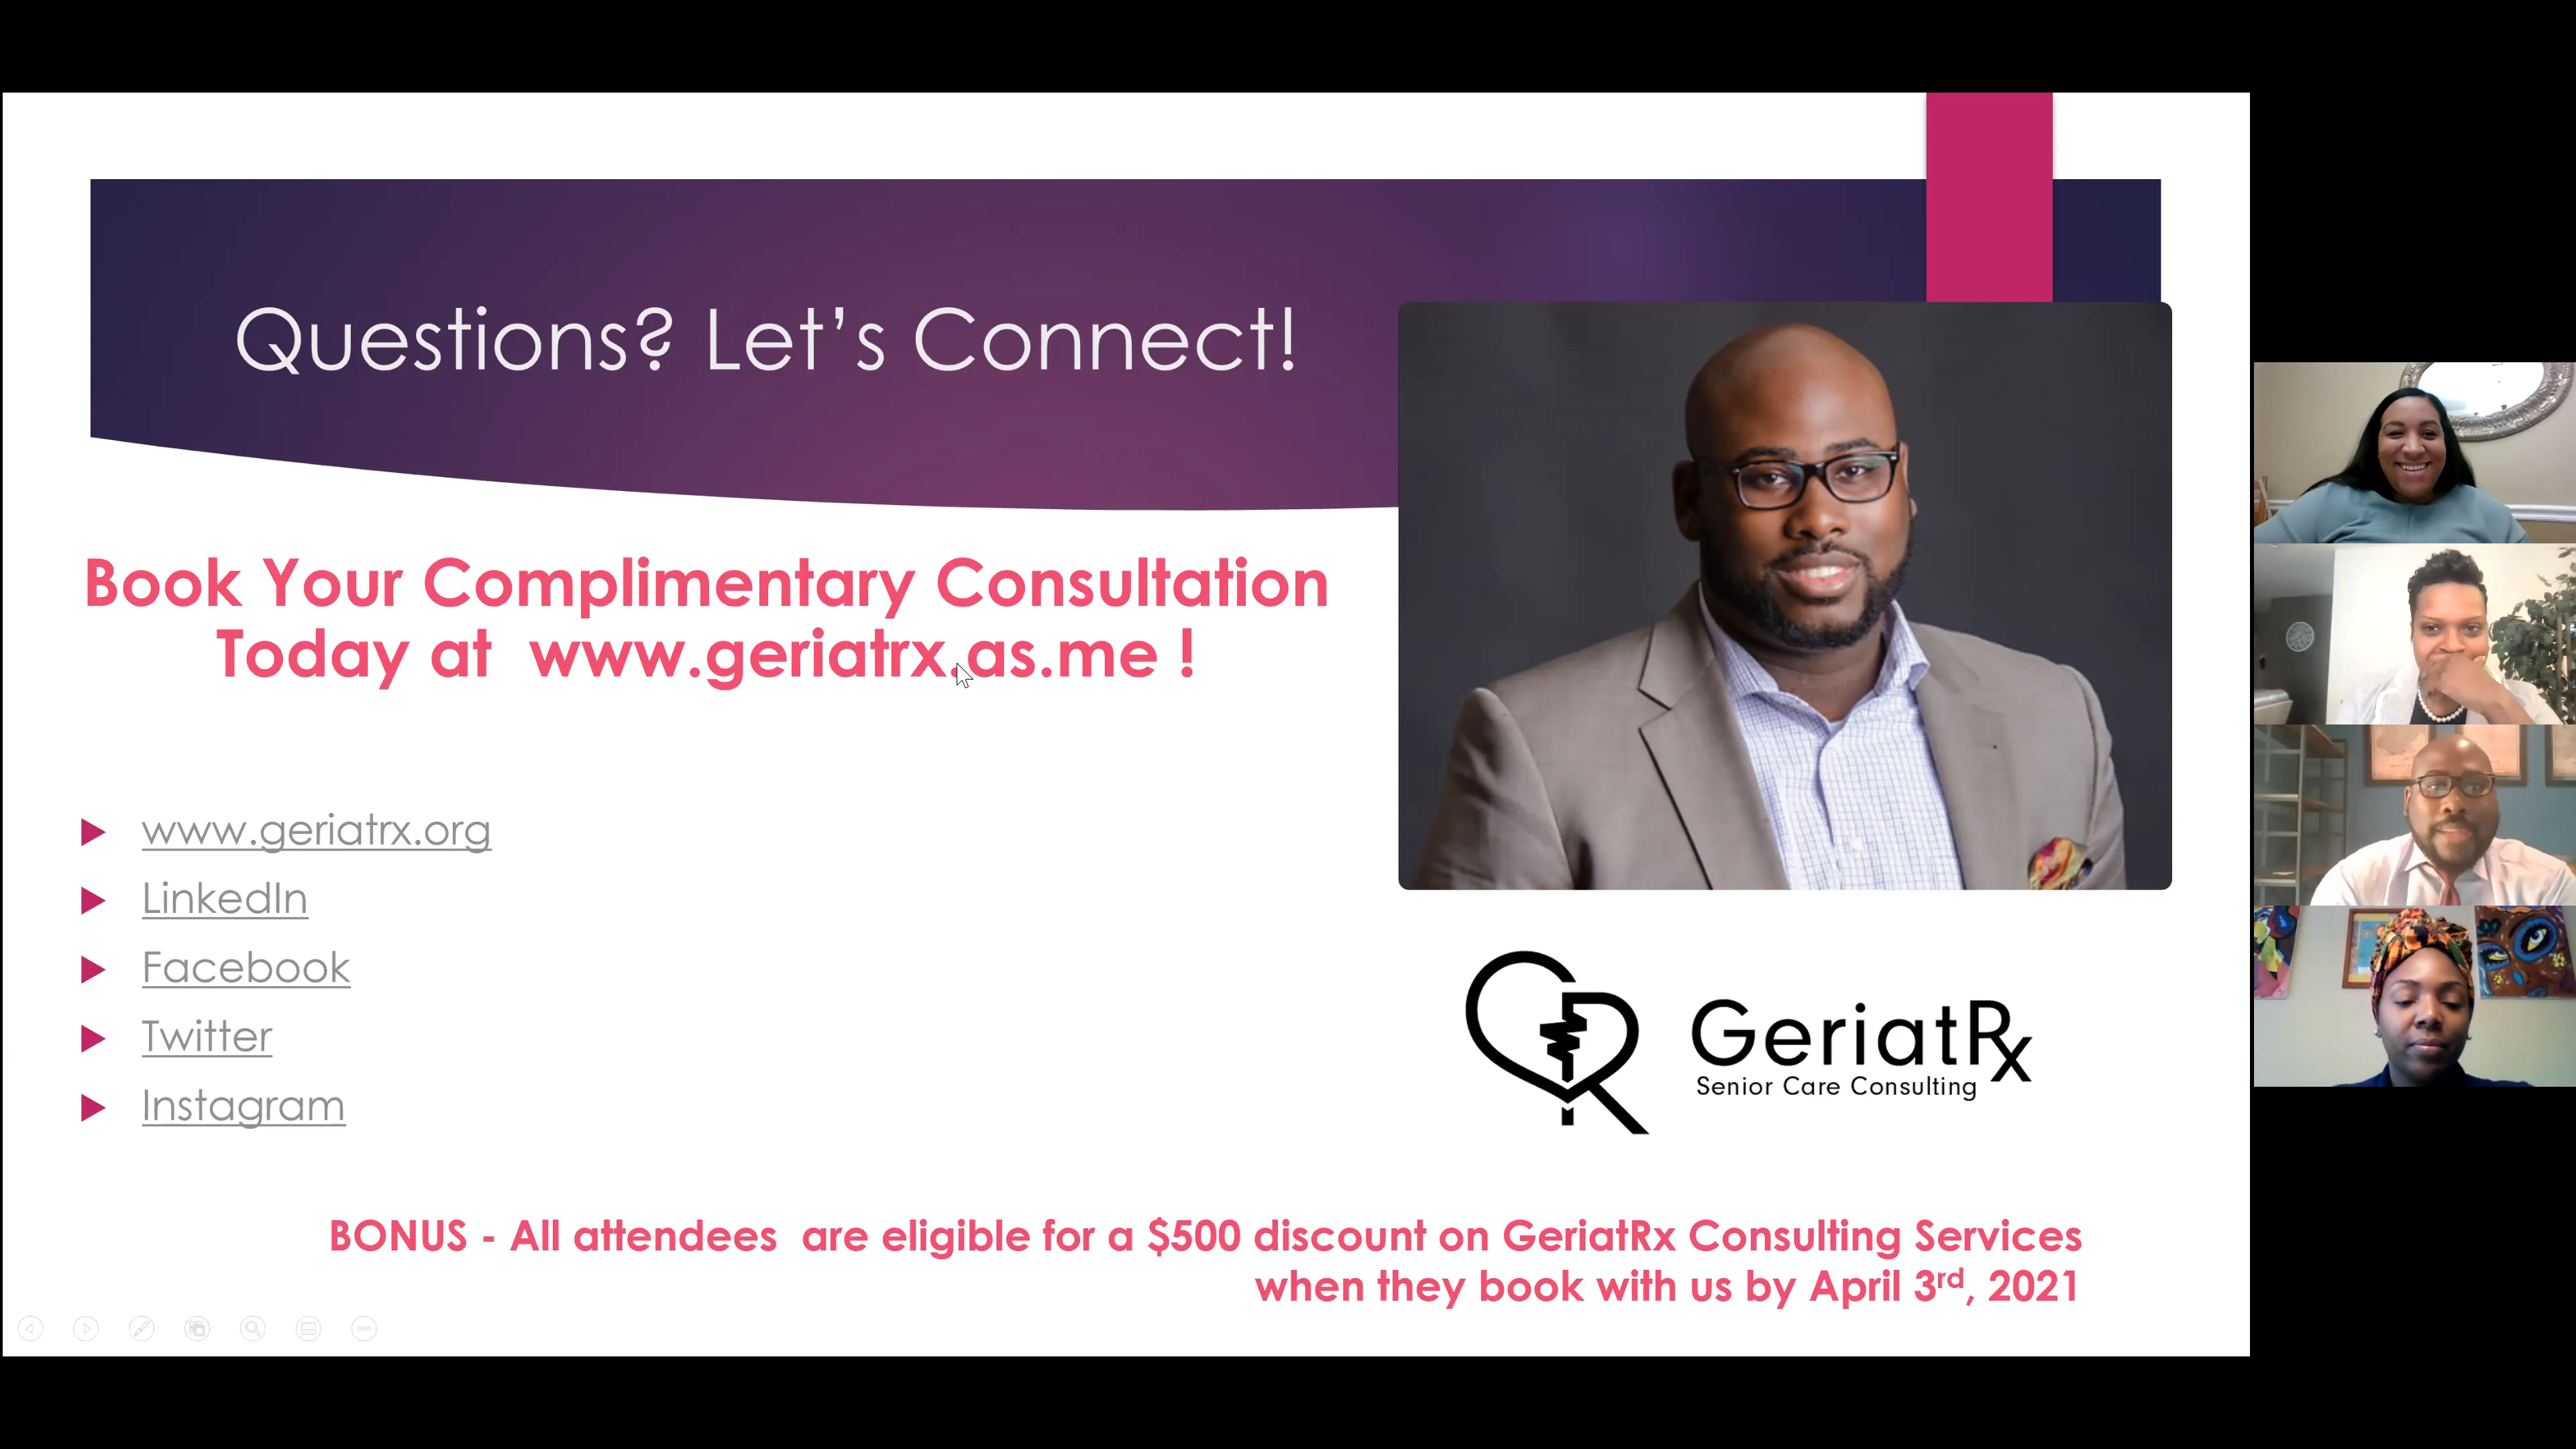 Questions? Let’s Connect!
Book Your Complimentary Consultation
Today at www.geriatrx.as.me !
www.geriatrx.org
LinkedIn
Facebook
Twitter
Instagram
GeriatRx
Senior Care Consulting
BONUS - All attendees are eligible for a $500 discount on GeriatRx Consulting Services
when they book with us by April 3rd, 2021